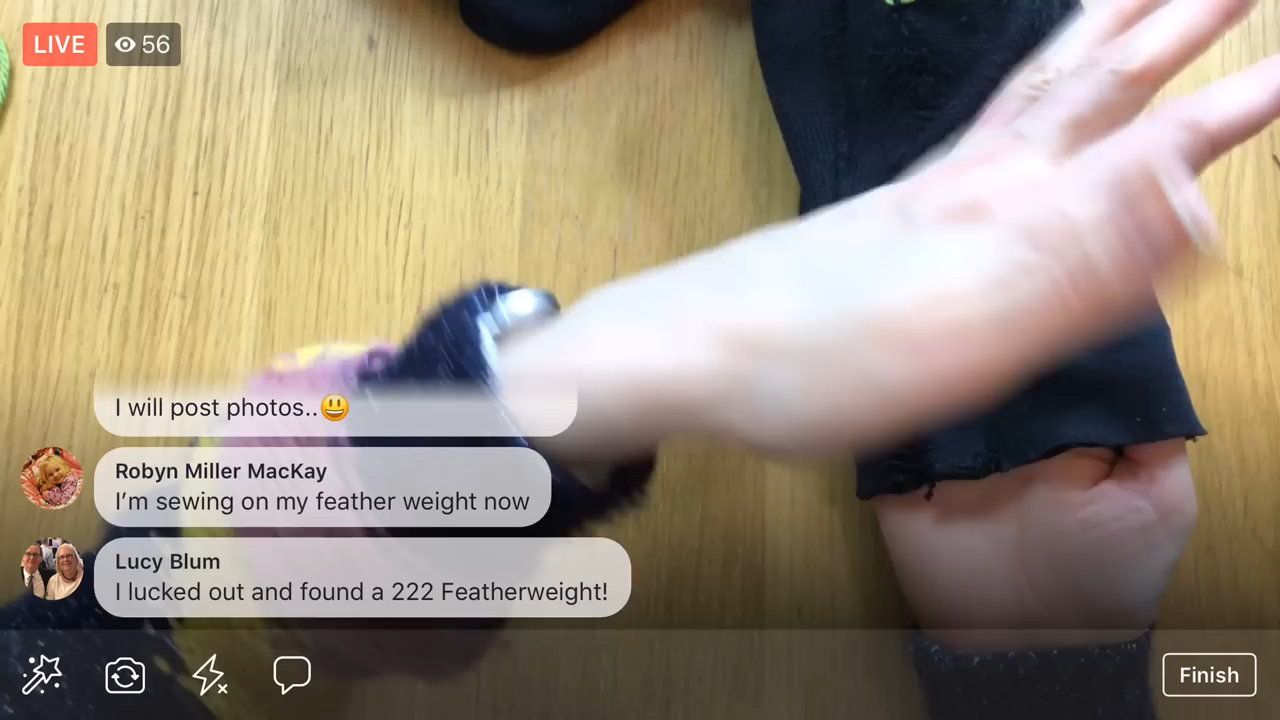 LIVE
56
I will post photos..😃
Robyn Miller MacKay
I'm sewing on my feather weight now
Lucy Blum
I lucked out and found a 222 Featherweight!
Finish